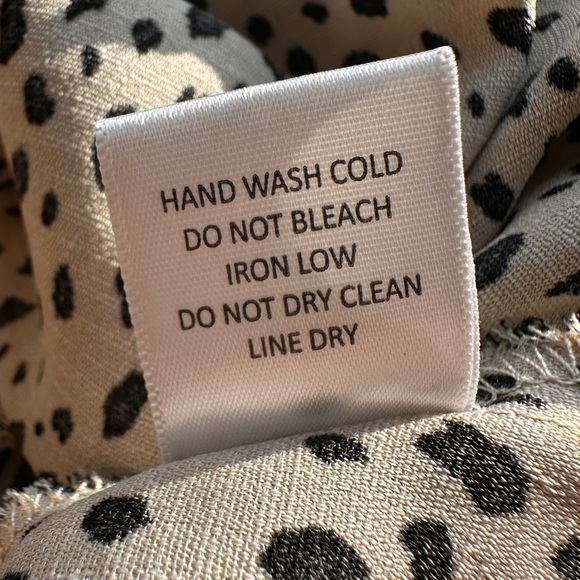 HAND WASH COLD
DO NOT BLEACH
IRON LOW
DO NOT DRY CLEAN
LINE DRY